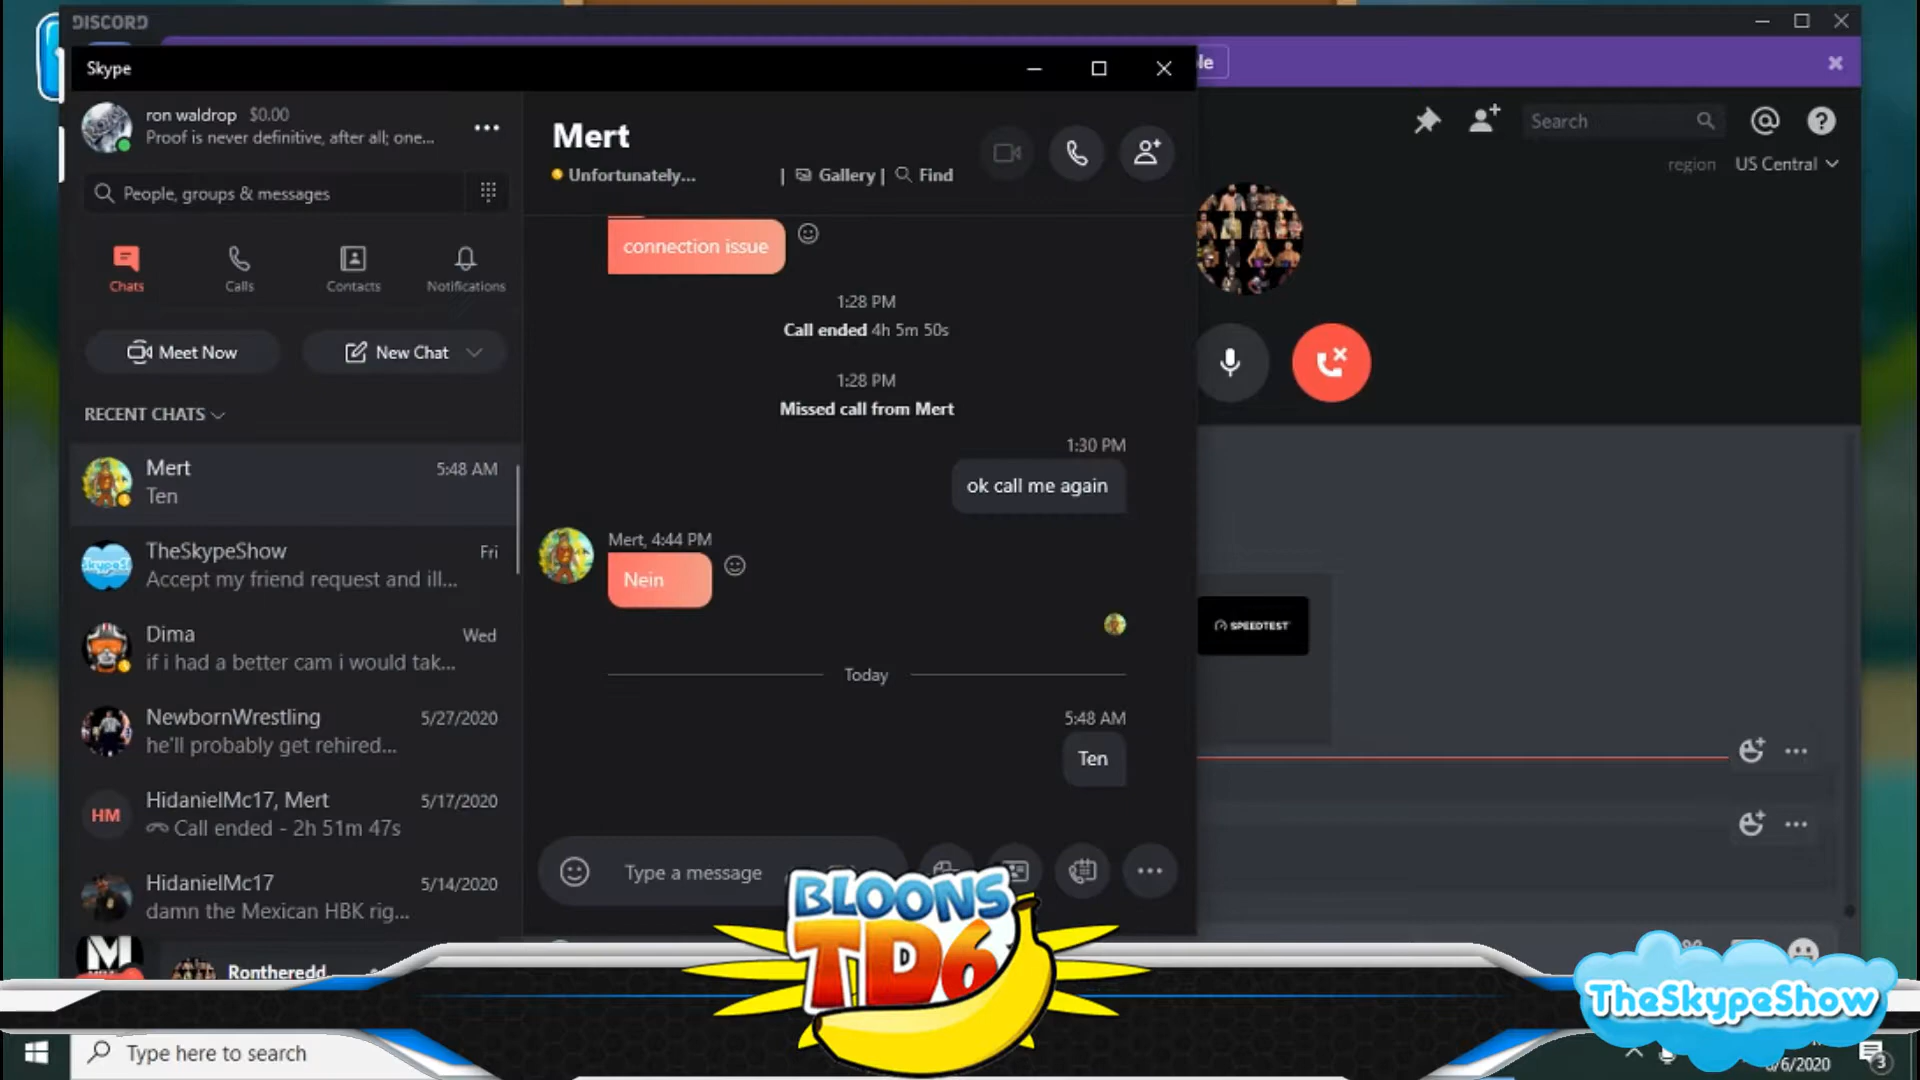 DISCORD
Skype
ron waldrop $0.00
Proof is never definitive, after all; one...
People, groups & messages
Chats
Calls
Contacts
Notifications
Meet Now
New Chat
RECENT CHATS
Mert 5:48 AM
Ten
TheSkypeShow Fri
Accept my friend request and ill...
Dima Wed
if i had a better cam i would tak...
NewbornWrestling 5/27/2020
he'll probably get rehired...
HM
HidanielMc17, Mert 5/17/2020
Call ended - 2h 51m 47s
HidanielMc17 5/14/2020
damn the Mexican HBK rig...
Rontheredd
Mert
Unfortunately... | Gallery | Find
connection issue
1:28 PM
Call ended 4h 5m 50s
1:28 PM
Missed call from Mert
1:30 PM
ok call me again
Mert, 4:44 PM
Nein
Today
5:48 AM
Ten
Type a message
Search
region US Central
SPEEDTEST
BLOONS
TD6
TheSkypeShow
Type here to search
/6/2020
3